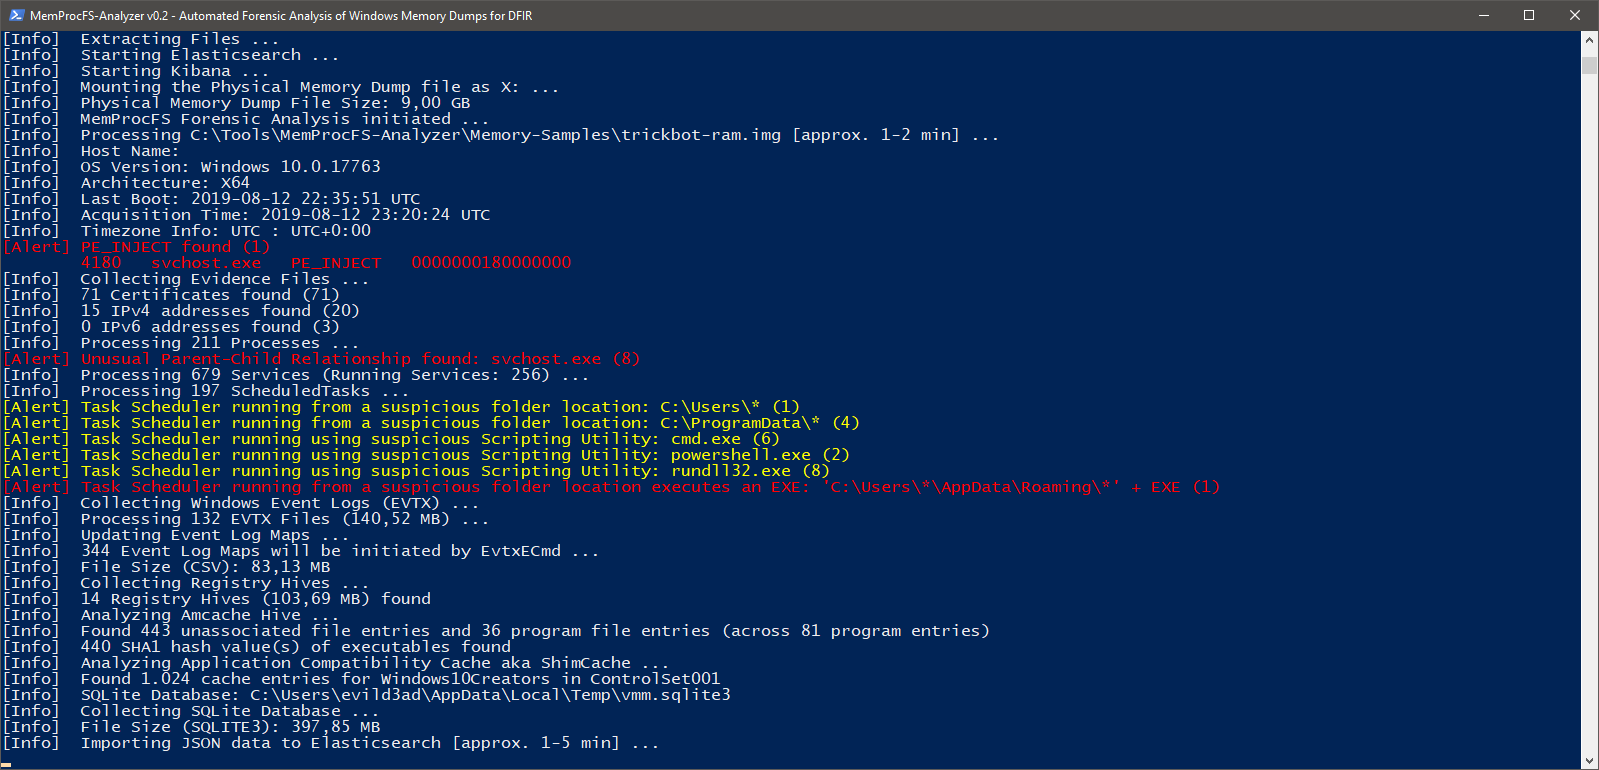 MemProcFS-Analyzer v0.2 - Automated Forensic Analysis of Windows Memory Dumps for DFIR
[Info] Extracting Files ...
[Info] Starting Elasticsearch ...
[Info] Starting Kibana ...
[Info] Mounting the Physical Memory Dump file as X: ...
[Info] Physical Memory Dump File Size: 9,00 GB
[Info] MemProcFS Forensic Analysis initiated ...
[Info] Processing C:\Tools\MemProcFS-Analyzer\Memory-Samples\trickbot-ram.img [approx. 1-2 min] ...
[Info] Host Name:
[Info] OS Version: Windows 10.0.17763
[Info] Architecture: X64
[Info] Last Boot: 2019-08-12 22:35:51 UTC
[Info] Acquisition Time: 2019-08-12 23:20:24 UTC
[Info] Timezone Info: UTC : UTC+0:00
[Alert] PE_INJECT found (1)
4180 svchost.exe PE_INJECT 0000000180000000
[Info] Collecting Evidence Files ...
[Info] 71 Certificates found (71)
[Info] 15 IPv4 addresses found (20)
[Info] 0 IPv6 addresses found (3)
[Info] Processing 211 Processes ...
[Alert] Unusual Parent-Child Relationship found: svchost.exe (8)
[Info] Processing 679 Services (Running Services: 256) ...
[Info] Processing 197 ScheduledTasks ...
[Alert] Task Scheduler running from a suspicious folder location: C:\Users\* (1)
[Alert] Task Scheduler running from a suspicious folder location: C:\ProgramData\* (4)
[Alert] Task Scheduler running using suspicious Scripting Utility: cmd.exe (6)
[Alert] Task Scheduler running using suspicious Scripting Utility: powershell.exe (2)
[Alert] Task Scheduler running using suspicious Scripting Utility: rundll32.exe (8)
[Alert] Task Scheduler running from a suspicious folder location executes an EXE: 'C:\Users\*\AppData\Roaming\*' + EXE (1)
[Info] Collecting Windows Event Logs (EVTX) ...
[Info] Processing 132 EVTX Files (140,52 MB) ...
[Info] Updating Event Log Maps ...
[Info] 344 Event Log Maps will be initiated by EvtxECmd ...
[Info] File Size (CSV): 83,13 MB
[Info] Collecting Registry Hives ...
[Info] 14 Registry Hives (103,69 MB) found
[Info] Analyzing Amcache Hive ...
[Info] Found 443 unassociated file entries and 36 program file entries (across 81 program entries)
[Info] 440 SHA1 hash value(s) of executables found
[Info] Analyzing Application Compatibility Cache aka ShimCache ...
[Info] Found 1.024 cache entries for Windows10Creators in ControlSet001
[Info] SQLite Database: C:\Users\evild3ad\AppData\Local\Temp\vmm.sqlite3
[Info] Collecting SQLite Database ...
[Info] File Size (SQLITE3): 397,85 MB
[Info] Importing JSON data to Elasticsearch [approx. 1-5 min] ...